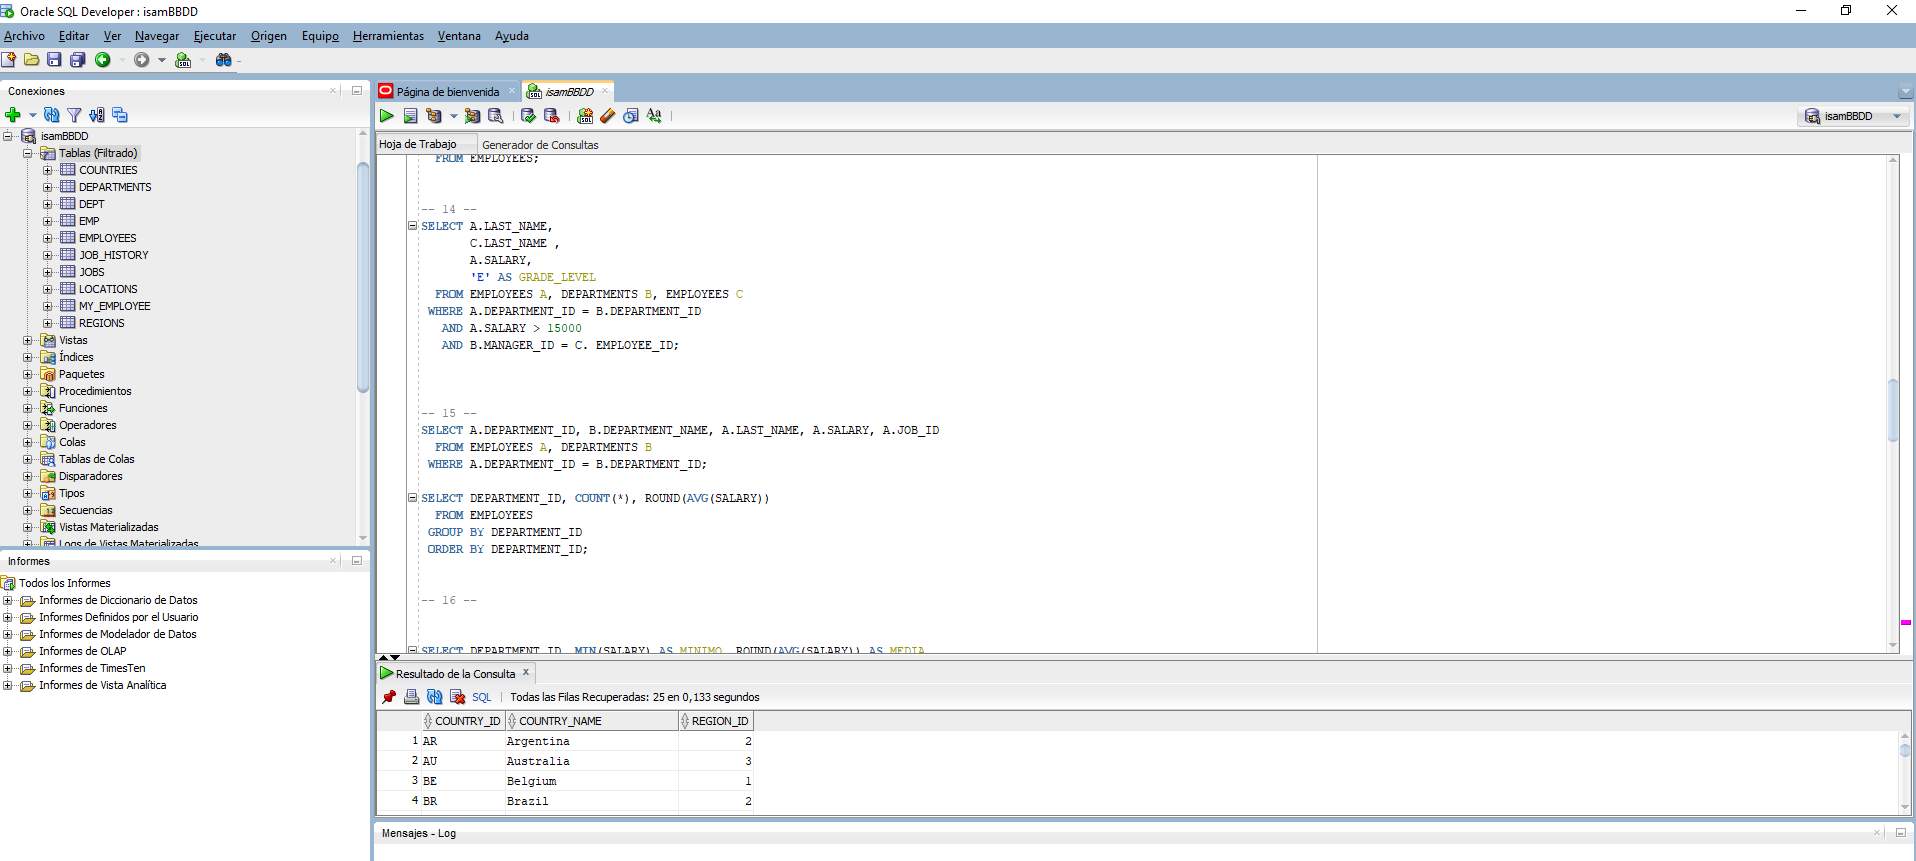 Oracle SQL Developer : isamBBDD
Archivo Editar Ver Navegar Ejecutar Origen Equipo Herramientas Ventana Ayuda
Conexiones
isamBBDD
Tablas (Filtrado)
COUNTRIES
DEPARTMENTS
DEPT
EMP
EMPLOYEES
JOB_HISTORY
JOBS
LOCATIONS
MY_EMPLOYEE
REGIONS
Vistas
Índices
Paquetes
Procedimientos
Funciones
Operadores
Colas
Tablas de Colas
Disparadores
Tipos
Secuencias
Vistas Materializadas
Logs de Vistas Materializadas
Informes
Todos los Informes
Informes de Diccionario de Datos
Informes Definidos por el Usuario
Informes de Modelador de Datos
Informes de OLAP
Informes de TimesTen
Informes de Vista Analítica
Página de bienvenida
isamBBDD
isamBBDD
Hoja de Trabajo
Generador de Consultas
FROM EMPLOYEES;
-- 14 --
SELECT A.LAST_NAME,
C.LAST_NAME ,
A.SALARY,
'E' AS GRADE_LEVEL
FROM EMPLOYEES A, DEPARTMENTS B, EMPLOYEES C
WHERE A.DEPARTMENT_ID = B.DEPARTMENT_ID
AND A.SALARY > 15000
AND B.MANAGER_ID = C. EMPLOYEE_ID;
-- 15 --
SELECT A.DEPARTMENT_ID, B.DEPARTMENT_NAME, A.LAST_NAME, A.SALARY, A.JOB_ID
FROM EMPLOYEES A, DEPARTMENTS B
WHERE A.DEPARTMENT_ID = B.DEPARTMENT_ID;
SELECT DEPARTMENT_ID, COUNT(*), ROUND(AVG(SALARY))
FROM EMPLOYEES
GROUP BY DEPARTMENT_ID
ORDER BY DEPARTMENT_ID;
-- 16 --
SELECT DEPARTMENT_ID, MIN(SALARY) AS MINIMO, ROUND(AVG(SALARY)) AS MEDIA
Resultado de la Consulta
SQL | Todas las Filas Recuperadas: 25 en 0,133 segundos
COUNTRY_ID COUNTRY_NAME REGION_ID
1 AR Argentina 2
2 AU Australia 3
3 BE Belgium 1
4 BR Brazil 2
Mensajes - Log